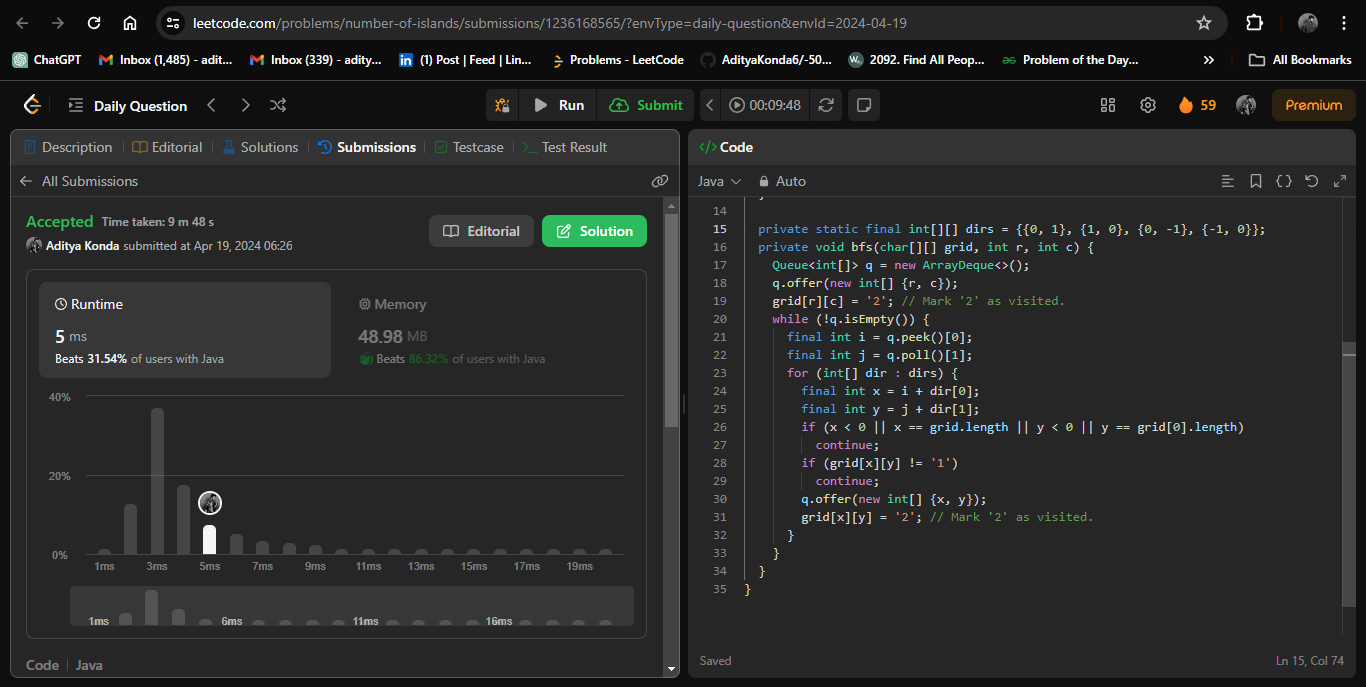 leetcode.com/problems/number-of-islands/submissions/1236168565/?envType=daily-question&envId=2024-04-19
ChatGPT
Inbox (1,485) - adit...
Inbox (339) - adity...
(1) Post | Feed | Lin...
Problems - LeetCode
AdityaKonda6/-50...
2092. Find All Peop...
Problem of the Day...
»
All Bookmarks
Daily Question
Run
Submit
00:09:48
59
Premium
Description
Editorial
Solutions
Submissions
Testcase
Test Result
All Submissions
Accepted Time taken: 9 m 48 s
Aditya Konda submitted at Apr 19, 2024 06:26
Editorial
Solution
Runtime
5 ms
Beats 31.54% of users with Java
Memory
48.98 MB
Beats 86.32% of users with Java
40%
20%
0%
1ms 3ms 5ms 7ms 9ms 11ms 13ms 15ms 17ms 19ms
1ms 6ms 11ms 16ms
Code | Java
</> Code
Java Auto
14
15 private static final int[][] dirs = {{0, 1}, {1, 0}, {0, -1}, {-1, 0}};
16 private void bfs(char[][] grid, int r, int c) {
17 Queue<int[]> q = new ArrayDeque<>();
18 q.offer(new int[] {r, c});
19 grid[r][c] = '2'; // Mark '2' as visited.
20 while (!q.isEmpty()) {
21 final int i = q.peek()[0];
22 final int j = q.poll()[1];
23 for (int[] dir : dirs) {
24 final int x = i + dir[0];
25 final int y = j + dir[1];
26 if (x < 0 || x == grid.length || y < 0 || y == grid[0].length)
27 continue;
28 if (grid[x][y] != '1')
29 continue;
30 q.offer(new int[] {x, y});
31 grid[x][y] = '2'; // Mark '2' as visited.
32 }
33 }
34 }
35 }
Saved
Ln 15, Col 74